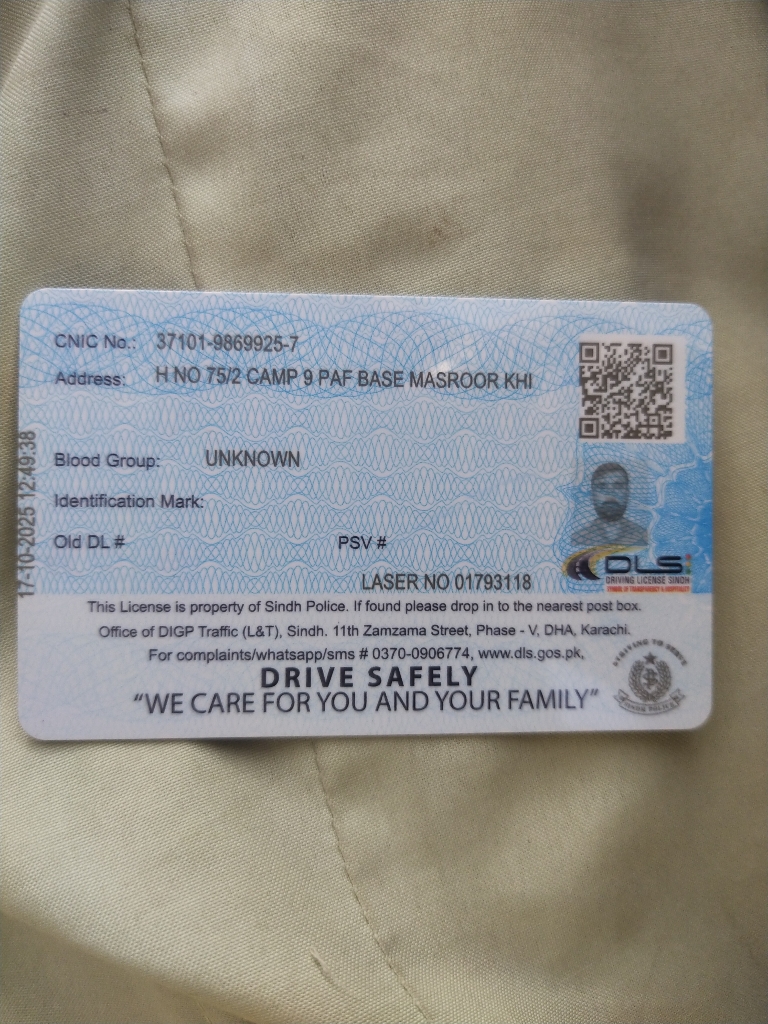 CNIC No.: 37101-9869925-7
Address: H NO 75/2 CAMP 9 PAF BASE MASROOR KHI
Blood Group: UNKNOWN
Identification Mark:
Old DL # PSV #
17-10-2025 12:49:38
DLS
DRIVING LICENSE SINDH
LASER NO 01793118
This License is property of Sindh Police. If found please drop in to the nearest post box.
Office of DIGP Traffic (L&T), Sindh. 11th Zamzama Street, Phase - V, DHA, Karachi.
For complaints/whatsapp/sms # 0370-0906774, www.dls.gos.pk,
DRIVE SAFELY
“WE CARE FOR YOU AND YOUR FAMILY”
STRIVING TO SERVE
SINDH POLICE